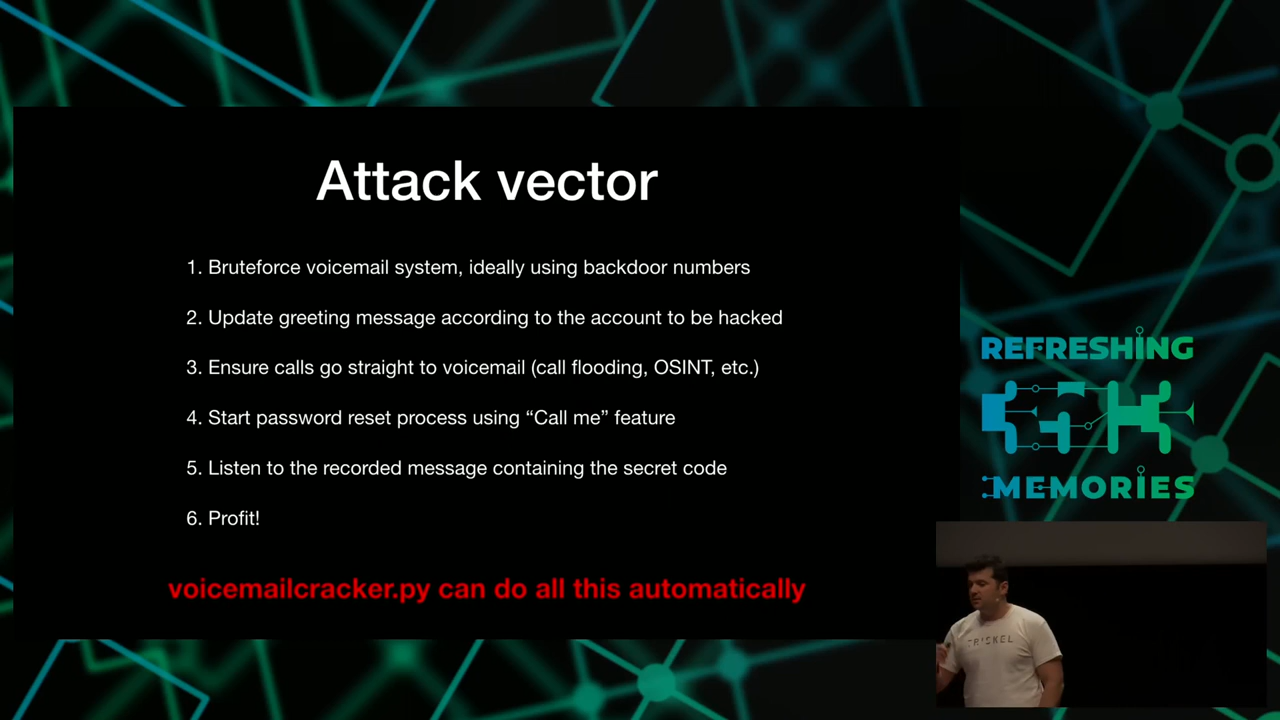 Attack vector
1. Bruteforce voicemail system, ideally using backdoor numbers
2. Update greeting message according to the account to be hacked
3. Ensure calls go straight to voicemail (call flooding, OSINT, etc.)
4. Start password reset process using “Call me” feature
5. Listen to the recorded message containing the secret code
6. Profit!
voicemailcracker.py can do all this automatically
REFRESHING
MEMORIES